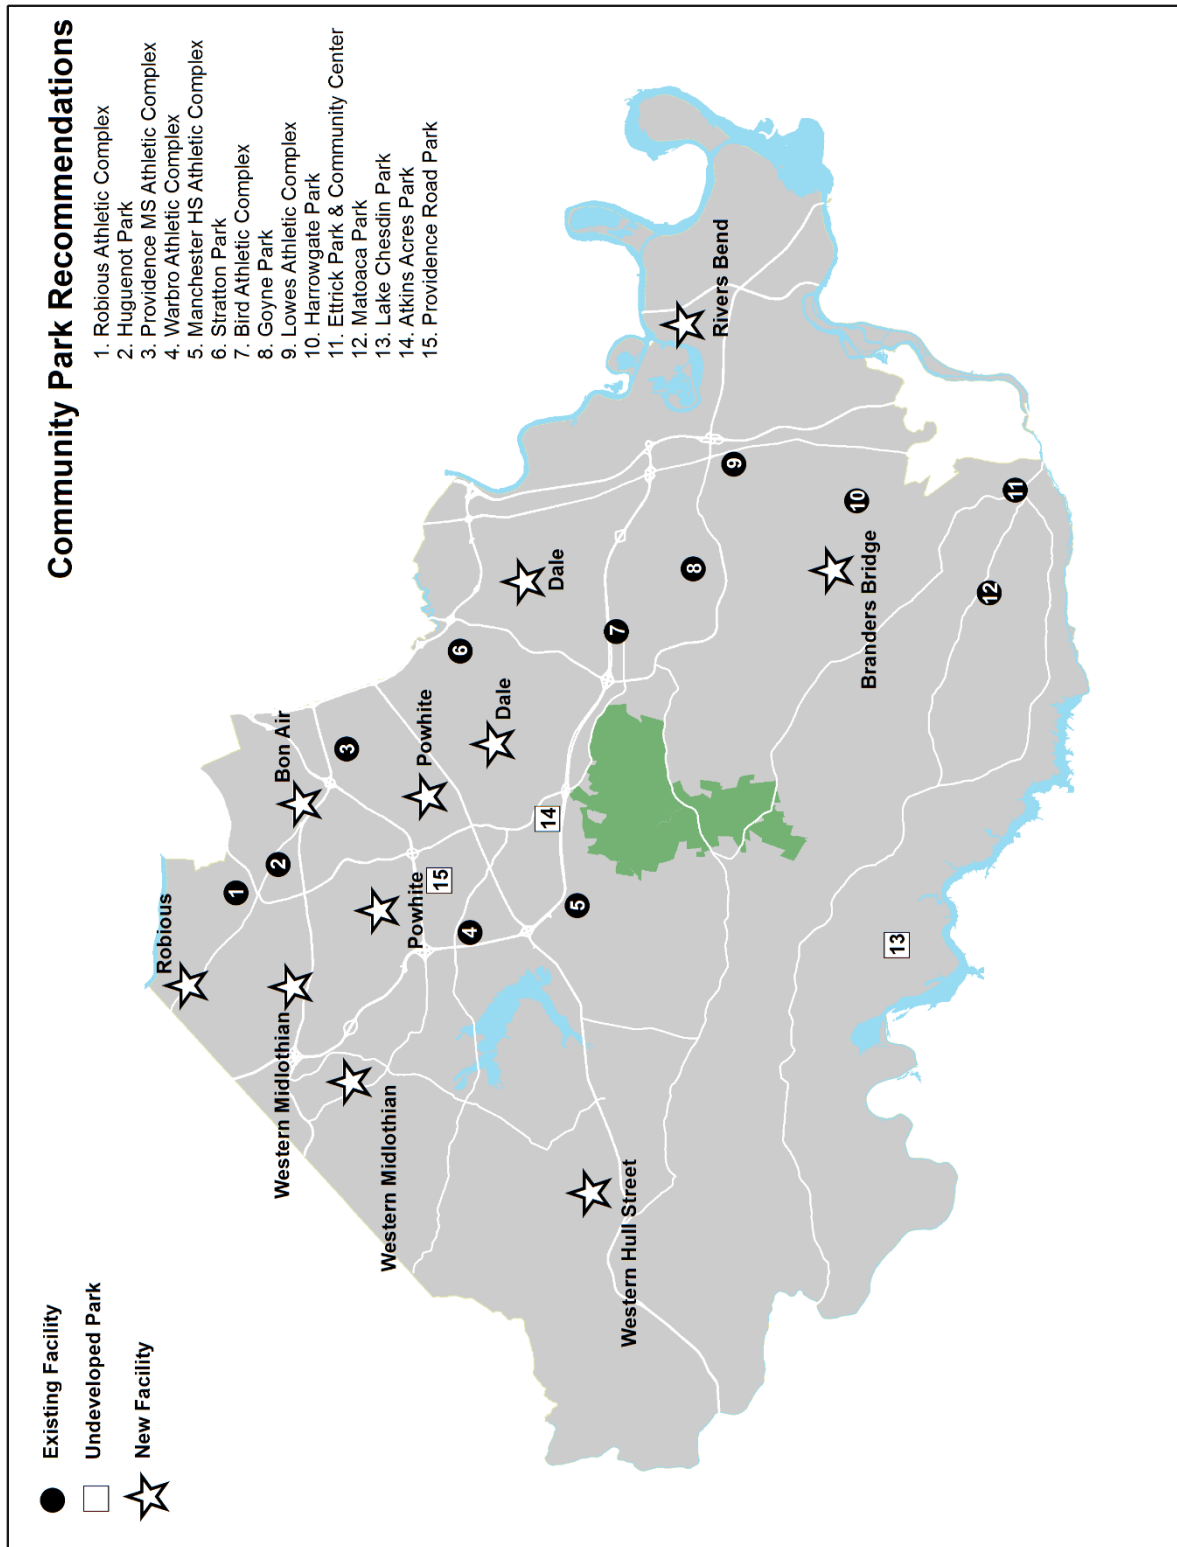 Community Park Recommendations
1. Robious Athletic Complex
2. Huguenot Park
3. Providence MS Athletic Complex
4. Warbro Athletic Complex
5. Manchester HS Athletic Complex
6. Stratton Park
7. Bird Athletic Complex
8. Goyne Park
9. Lowes Athletic Complex
10. Harrowgate Park
11. Ettrick Park & Community Center
12. Matoaca Park
13. Lake Chesdin Park
14. Atkins Acres Park
15. Providence Road Park
Existing Facility
Undeveloped Park
New Facility
Robious
Bon Air
Western Midlothian
Western Midlothian
Powhite
Powhite
Dale
Dale
Rivers Bend
Branders Bridge
Western Hull Street
1
2
3
4
5
6
7
8
9
10
11
12
13
14
15